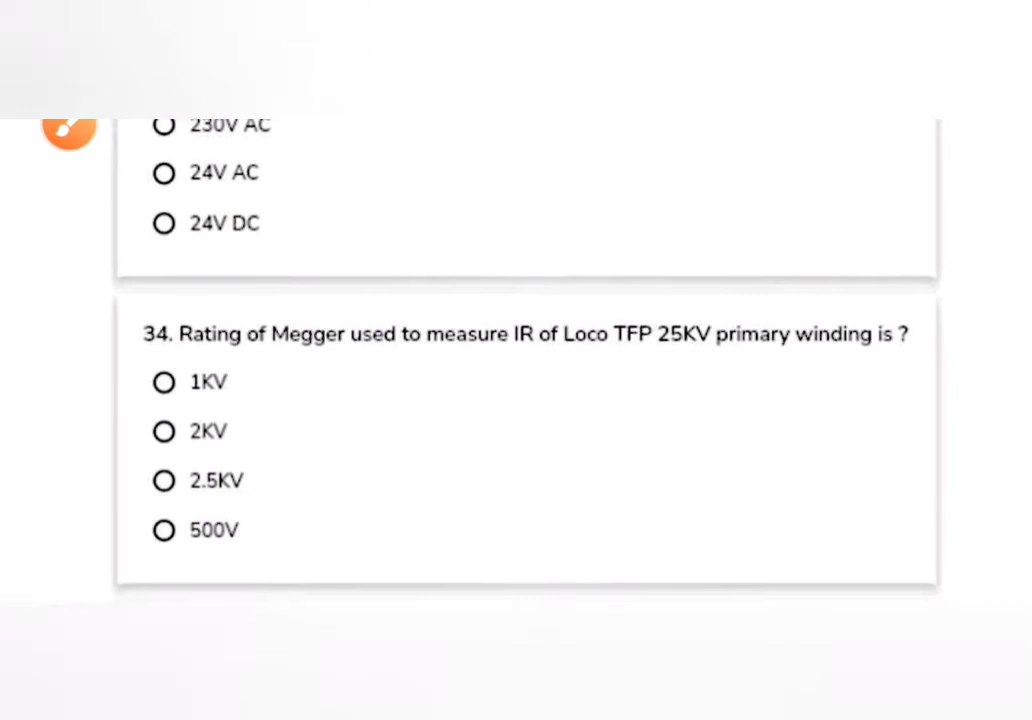 230V AC
24V AC
24V DC
34. Rating of Megger used to measure IR of Loco TFP 25KV primary winding is ?
1KV
2KV
2.5KV
500V